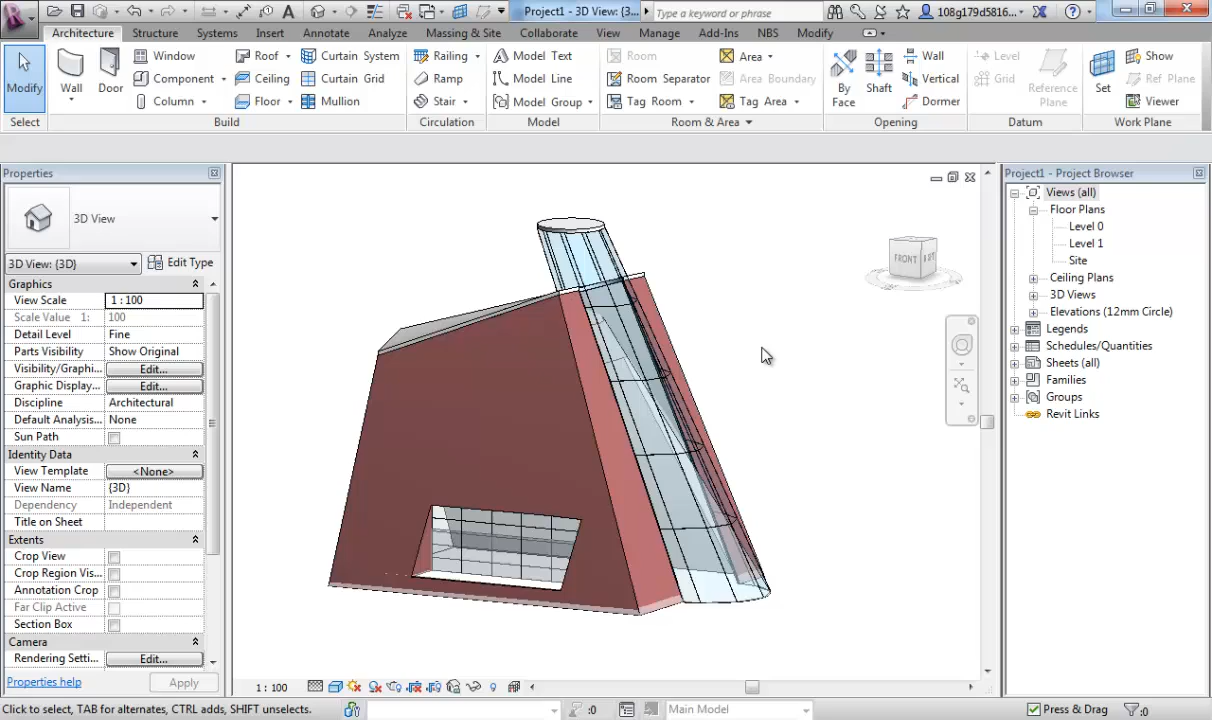 Project1 - 3D View: {3...
Type a keyword or phrase
108g179d5816...
Architecture Structure Systems Insert Annotate Analyze Massing & Site Collaborate View Manage Add-Ins NBS Modify
Modify
Select
Wall
Door
Window
Component
Column
Roof
Ceiling
Floor
Curtain System
Curtain Grid
Mullion
Build
Railing
Ramp
Stair
Circulation
Model Text
Model Line
Model Group
Model
Room
Room Separator
Tag Room
Area
Area Boundary
Tag Area
Room & Area
By Face
Shaft
Wall
Vertical
Dormer
Opening
Level
Grid
Reference Plane
Datum
Set
Show
Ref Plane
Viewer
Work Plane
Properties
3D View
3D View: {3D}
Edit Type
Graphics
View Scale 1 : 100
Scale Value 1: 100
Detail Level Fine
Parts Visibility Show Original
Visibility/Graphi... Edit...
Graphic Display... Edit...
Discipline Architectural
Default Analysis... None
Sun Path
Identity Data
View Template <None>
View Name {3D}
Dependency Independent
Title on Sheet
Extents
Crop View
Crop Region Vis...
Annotation Crop
Far Clip Active
Section Box
Camera
Rendering Setti... Edit...
Properties help
Apply
FRONT
1 : 100
Project1 - Project Browser
Views (all)
Floor Plans
Level 0
Level 1
Site
Ceiling Plans
3D Views
Elevations (12mm Circle)
Legends
Schedules/Quantities
Sheets (all)
Families
Groups
Revit Links
Click to select, TAB for alternates, CTRL adds, SHIFT unselects.
:0
Main Model
Press & Drag
:0